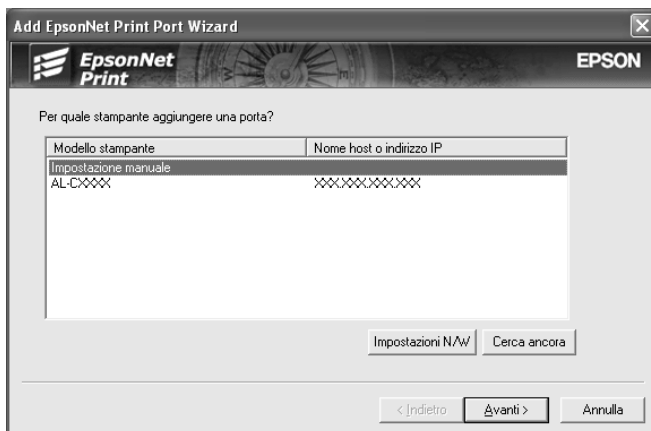 Add EpsonNet Print Port Wizard
EpsonNet
Print
EPSON
Per quale stampante aggiungere una porta?
Modello stampante Nome host o indirizzo IP
Impostazione manuale
AL-CXXXX XXX.XXX.XXX.XXX
Impostazioni N/W Cerca ancora
< Indietro Avanti > Annulla